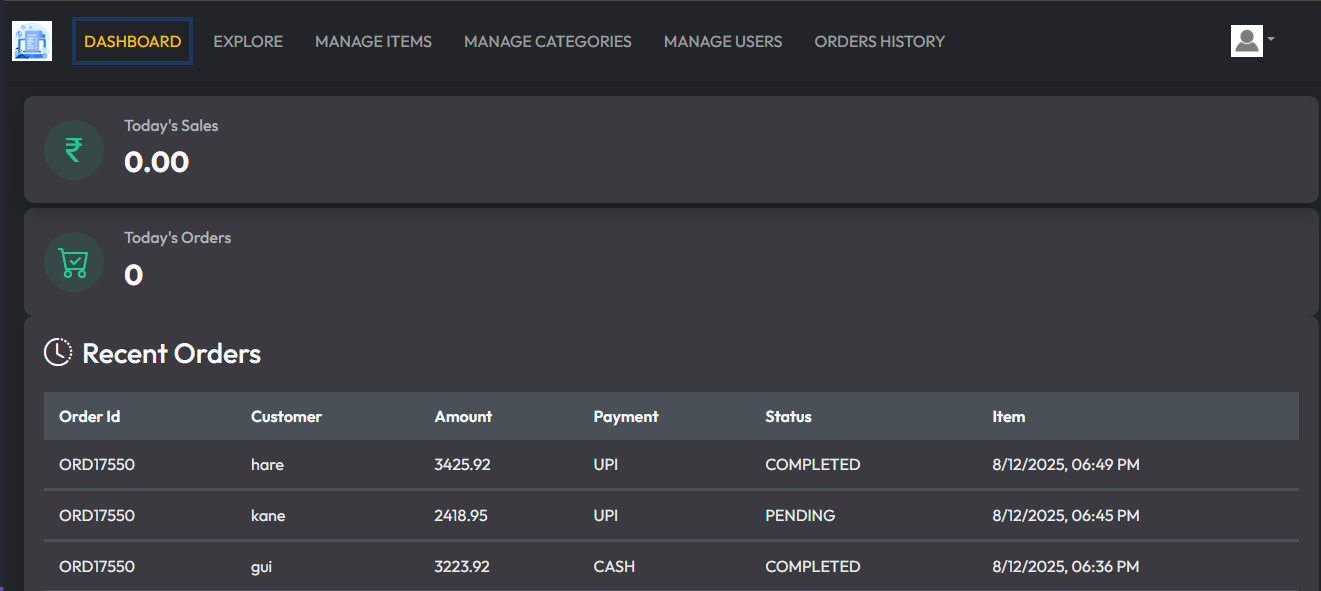 DASHBOARD EXPLORE MANAGE ITEMS MANAGE CATEGORIES MANAGE USERS ORDERS HISTORY
₹
Today's Sales
0.00
Today's Orders
0
Recent Orders
Order Id Customer Amount Payment Status Item
ORD17550 hare 3425.92 UPI COMPLETED 8/12/2025, 06:49 PM
ORD17550 kane 2418.95 UPI PENDING 8/12/2025, 06:45 PM
ORD17550 gui 3223.92 CASH COMPLETED 8/12/2025, 06:36 PM